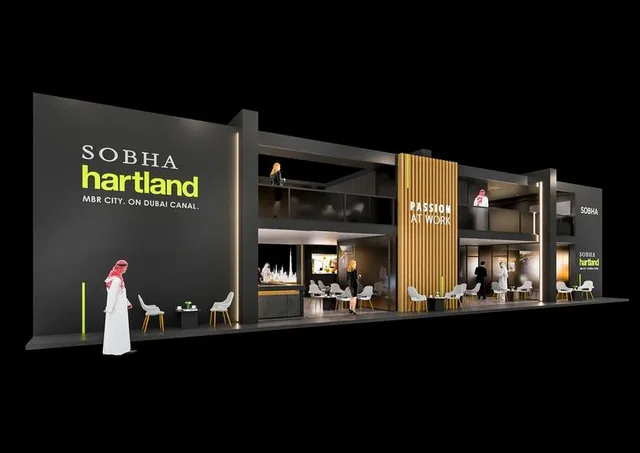 SOBHA
hartland
MBR CITY. ON DUBAI CANAL.
PASSION
AT WORK
SOBHA
SOBHA
hartland